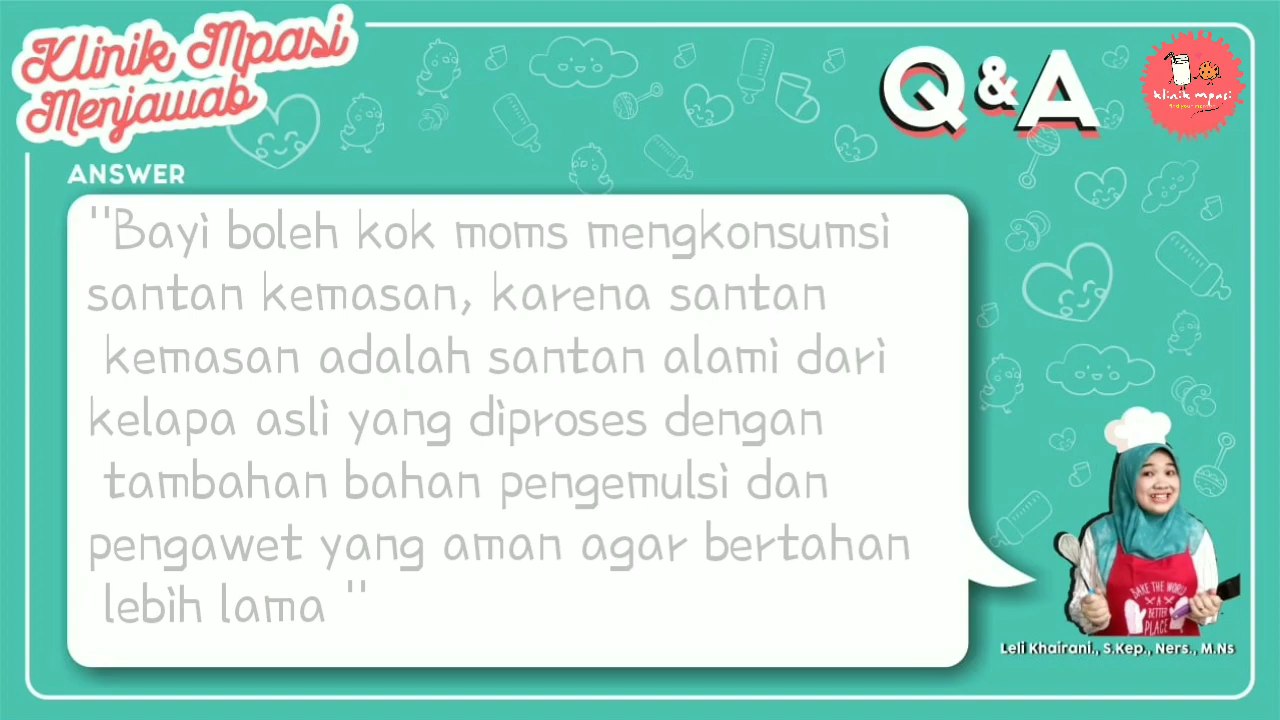 Klinik Mpasi
Menjawab
Q&A
klinik mpasi
ANSWER
"Bayi boleh kok moms mengkonsumsi
santan kemasan, karena santan
kemasan adalah santan alami dari
kelapa asli yang diproses dengan
tambahan bahan pengemulsi dan
pengawet yang aman agar bertahan
lebih lama "
BAKE THE WORLD
A
BETTER
PLACE
Leli Khairani., S.Kep., Ners., M.Ns